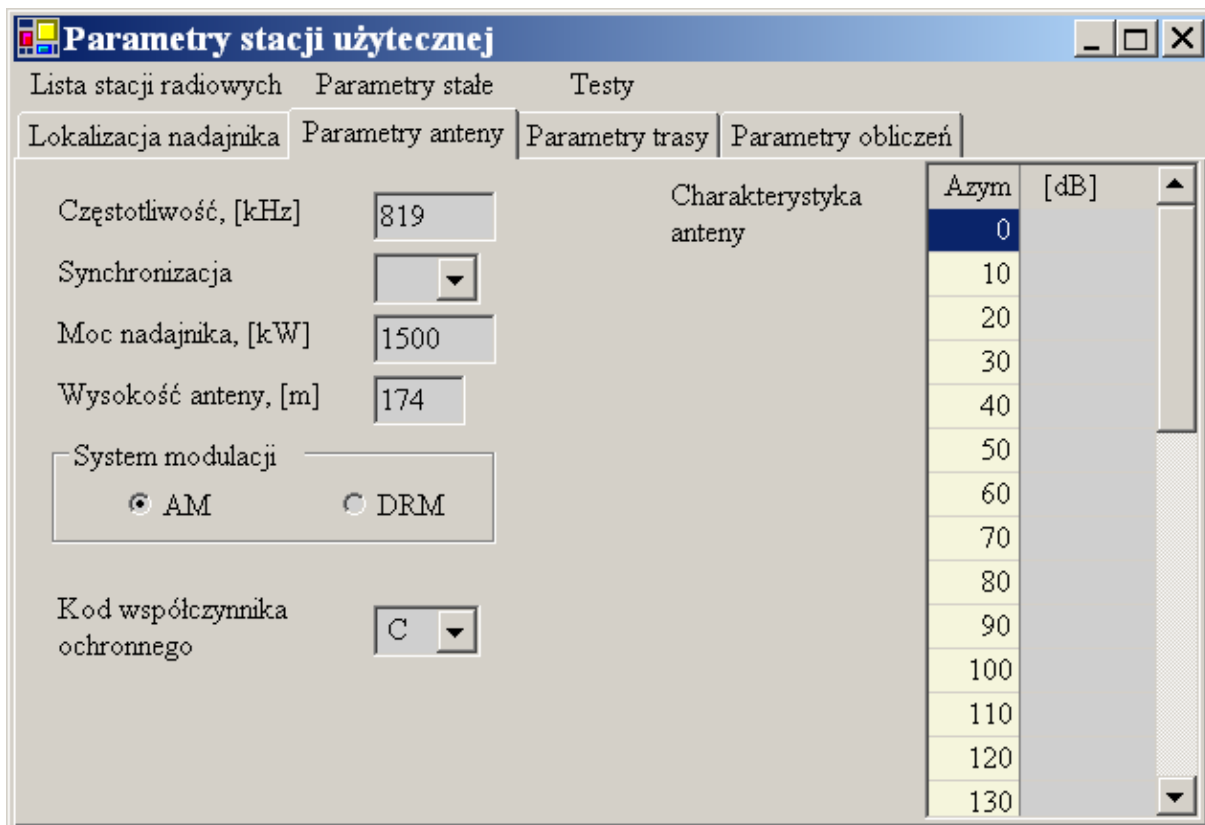 Parametry stacji użytecznej
Lista stacji radiowych Parametry stałe Testy
Lokalizacja nadajnika Parametry anteny Parametry trasy Parametry obliczeń
Częstotliwość, [kHz] 819
Synchronizacja
Moc nadajnika, [kW] 1500
Wysokość anteny, [m] 174
System modulacji
AM DRM
Kod współczynnika
ochronnego
C
Charakterystyka
anteny
Azym [dB]
0
10
20
30
40
50
60
70
80
90
100
110
120
130